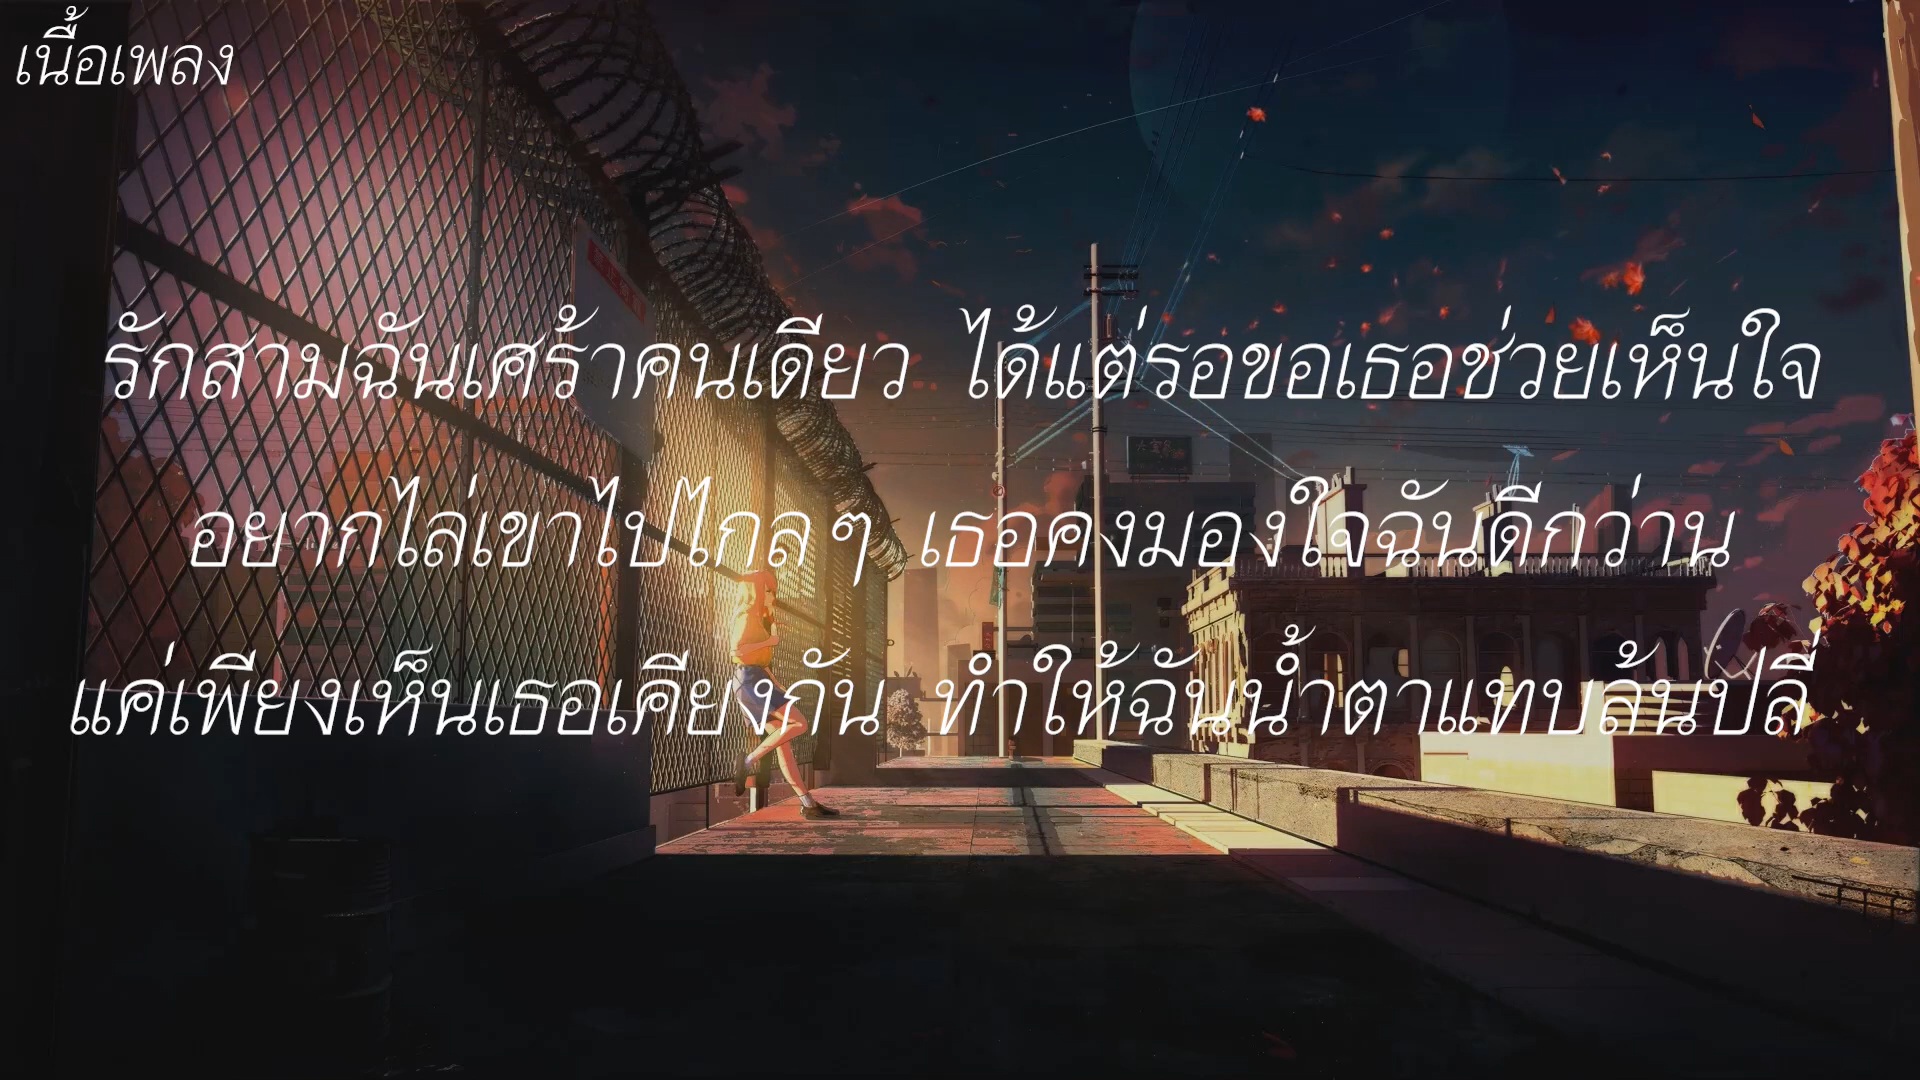 เนื้อเพลง
รักสามฉันเศร้าคนเดียว ได้แต่รอขอเธอช่วยเห็นใจ
อยากไล่เขาไปไกลๆ เธอคงมองใจฉันดีกว่าน
แค่เพียงเห็นเธอเคียงกัน ทำให้ฉันน้ำตาแทบล้นปลี่